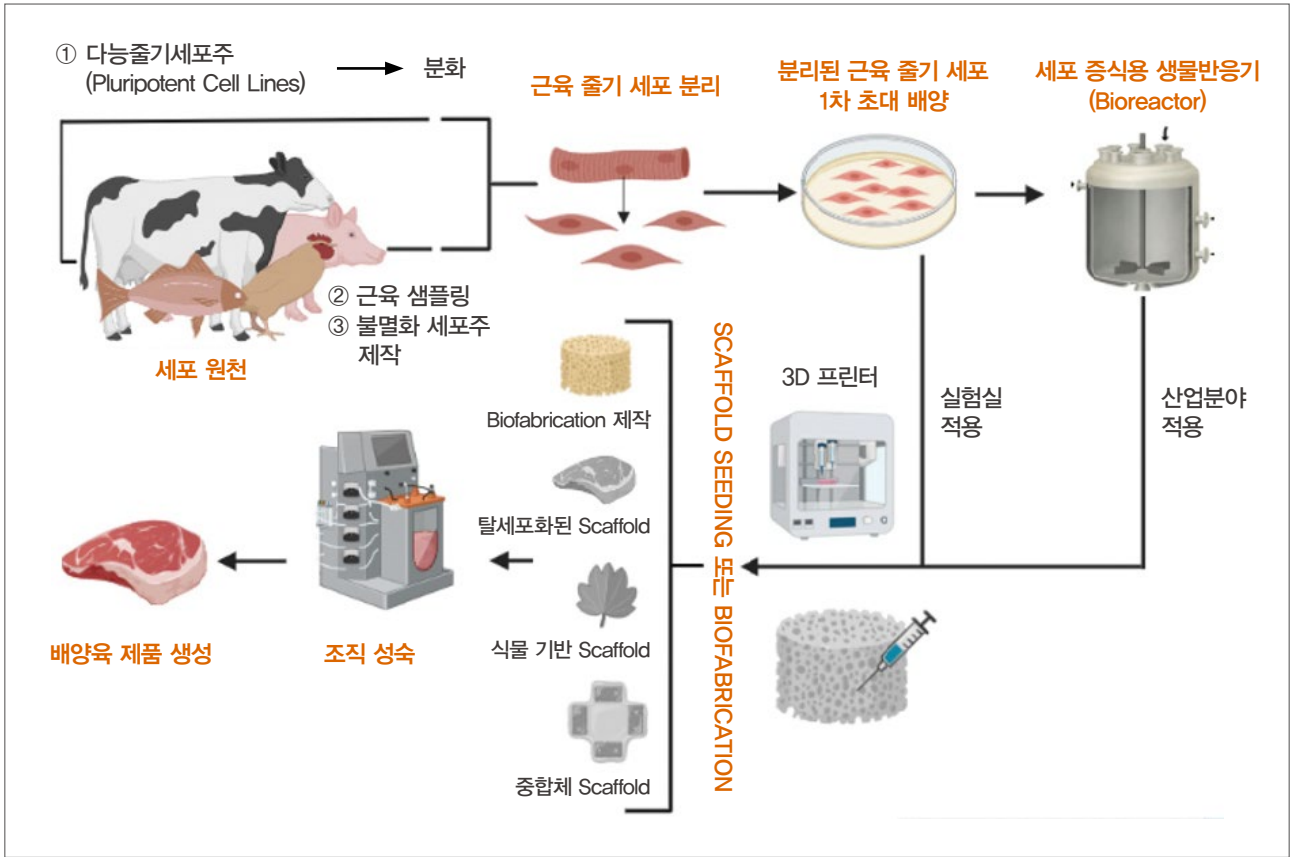 ① 다능줄기세포주
(Pluripotent Cell Lines)
분화
근육 줄기 세포 분리
분리된 근육 줄기 세포
1차 초대 배양
세포 증식용 생물반응기
(Bioreactor)
② 근육 샘플링
③ 불멸화 세포주
제작
세포 원천
Biofabrication 제작
탈세포화된 Scaffold
식물 기반 Scaffold
중합체 Scaffold
SCAFFOLD SEEDING 또는 BIOFABRICATION
3D 프린터
실험실
적용
산업분야
적용
배양육 제품 생성
조직 성숙